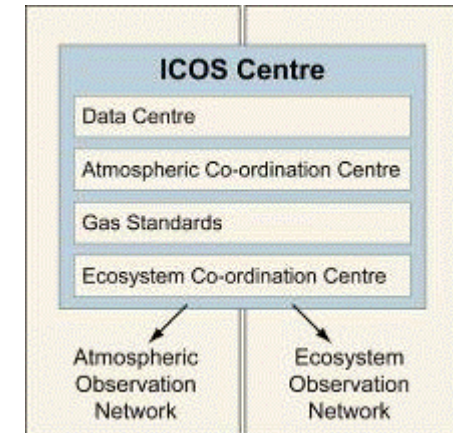 ICOS Centre
Data Centre
Atmospheric Co-ordination Centre
Gas Standards
Ecosystem Co-ordination Centre
Atmospheric
Observation
Network
Ecosystem
Observation
Network